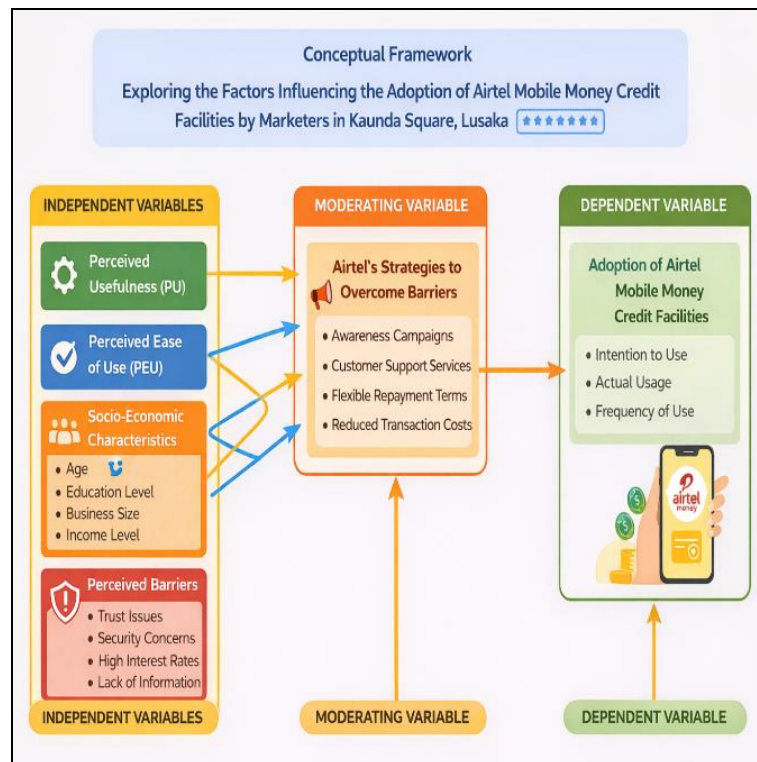 Conceptual Framework
Exploring the Factors Influencing the Adoption of Airtel Mobile Money Credit
Facilities by Marketers in Kaunda Square, Lusaka *******
INDEPENDENT VARIABLES
Perceived
Usefulness (PU)
Perceived Ease
of Use (PEU)
Socio-Economic
Characteristics
• Age
• Education Level
• Business Size
• Income Level
Perceived Barriers
• Trust Issues
• Security Concerns
• High Interest Rates
• Lack of Information
INDEPENDENT VARIABLES
MODERATING VARIABLE
Airtel's Strategies to
Overcome Barriers
• Awareness Campaigns
• Customer Support Services
• Flexible Repayment Terms
• Reduced Transaction Costs
MODERATING VARIABLE
DEPENDENT VARIABLE
Adoption of Airtel
Mobile Money
Credit Facilities
• Intention to Use
• Actual Usage
• Frequency of Use
airtel
money
DEPENDENT VARIABLE